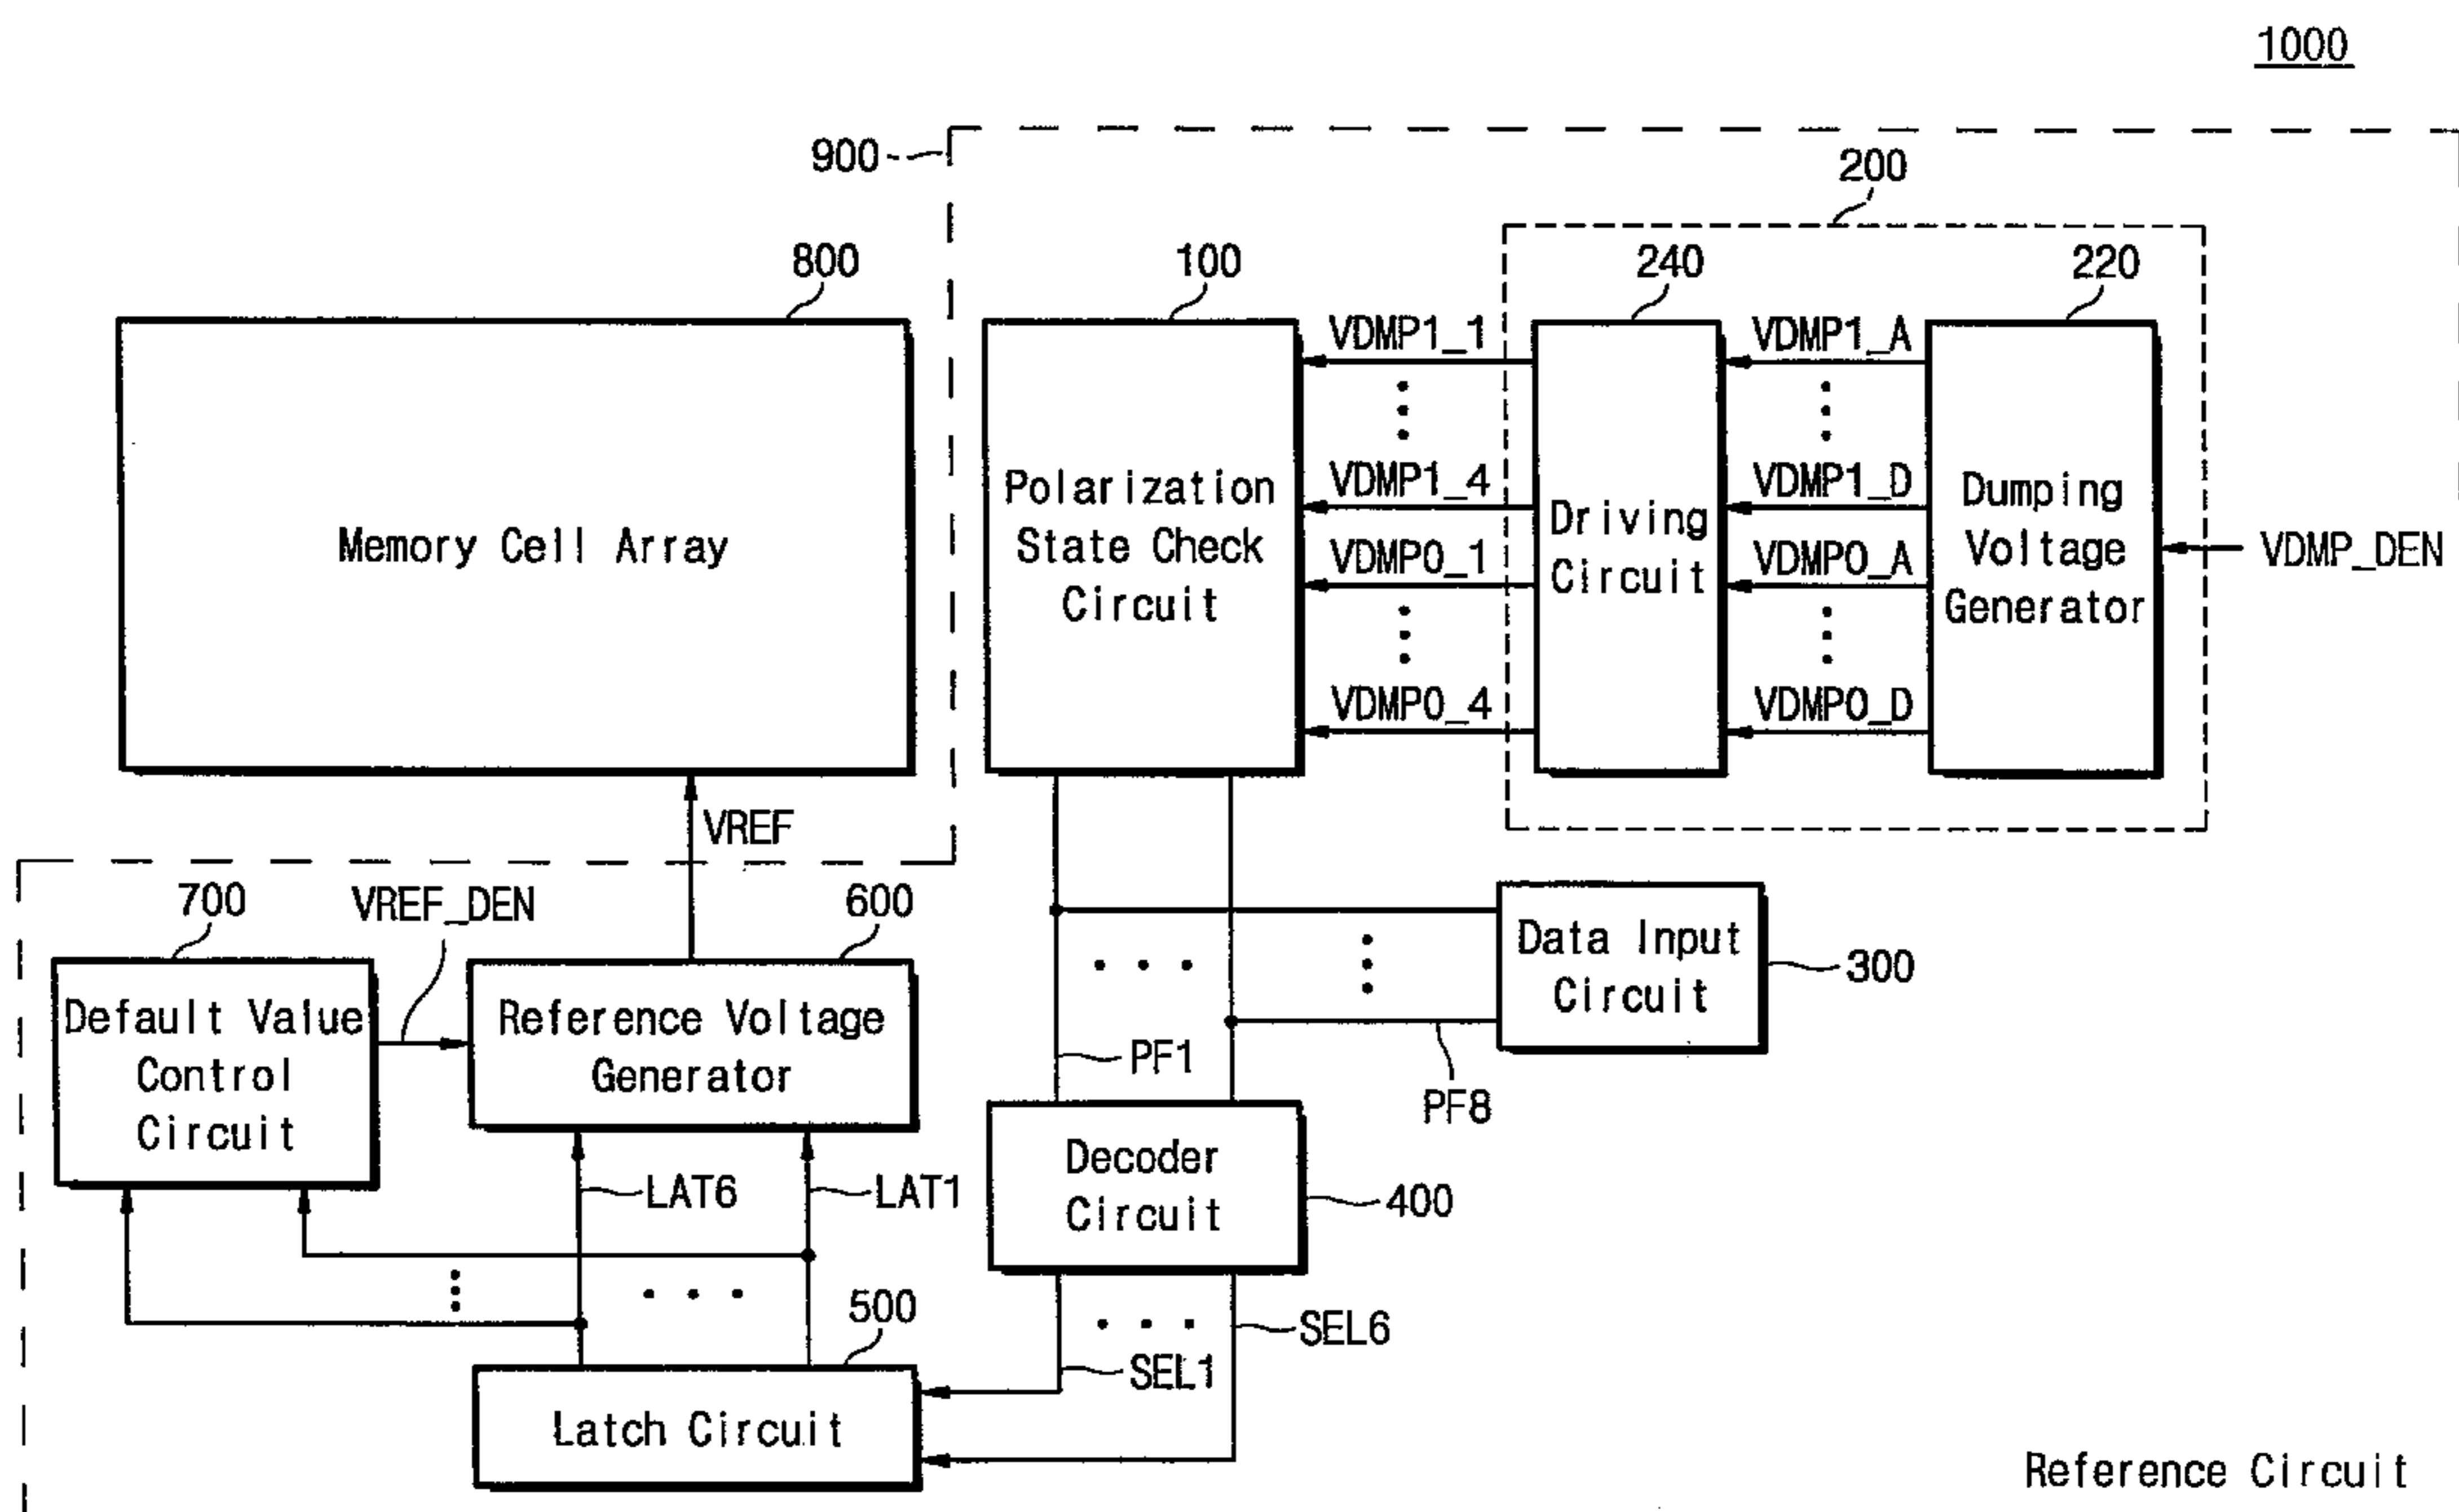 1000
900
200
800
100
240
220
VDMP1_1
VDMP1_A
VDMP1_4
VDMP1_D
VDMP0_1
VDMP0_A
VDMP0_4
VDMP0_D
Memory Cell Array
Polarization
State Check
Circuit
Driving
Circuit
Dumping
Voltage
Generator
VDMP_DEN
VREF
700
VREF_DEN
600
Default Value
Control
Circuit
Reference Voltage
Generator
Data Input
Circuit
300
PF1
PF8
LAT6
LAT1
Decoder
Circuit
400
500
SEL6
SEL1
Latch Circuit
Reference Circuit